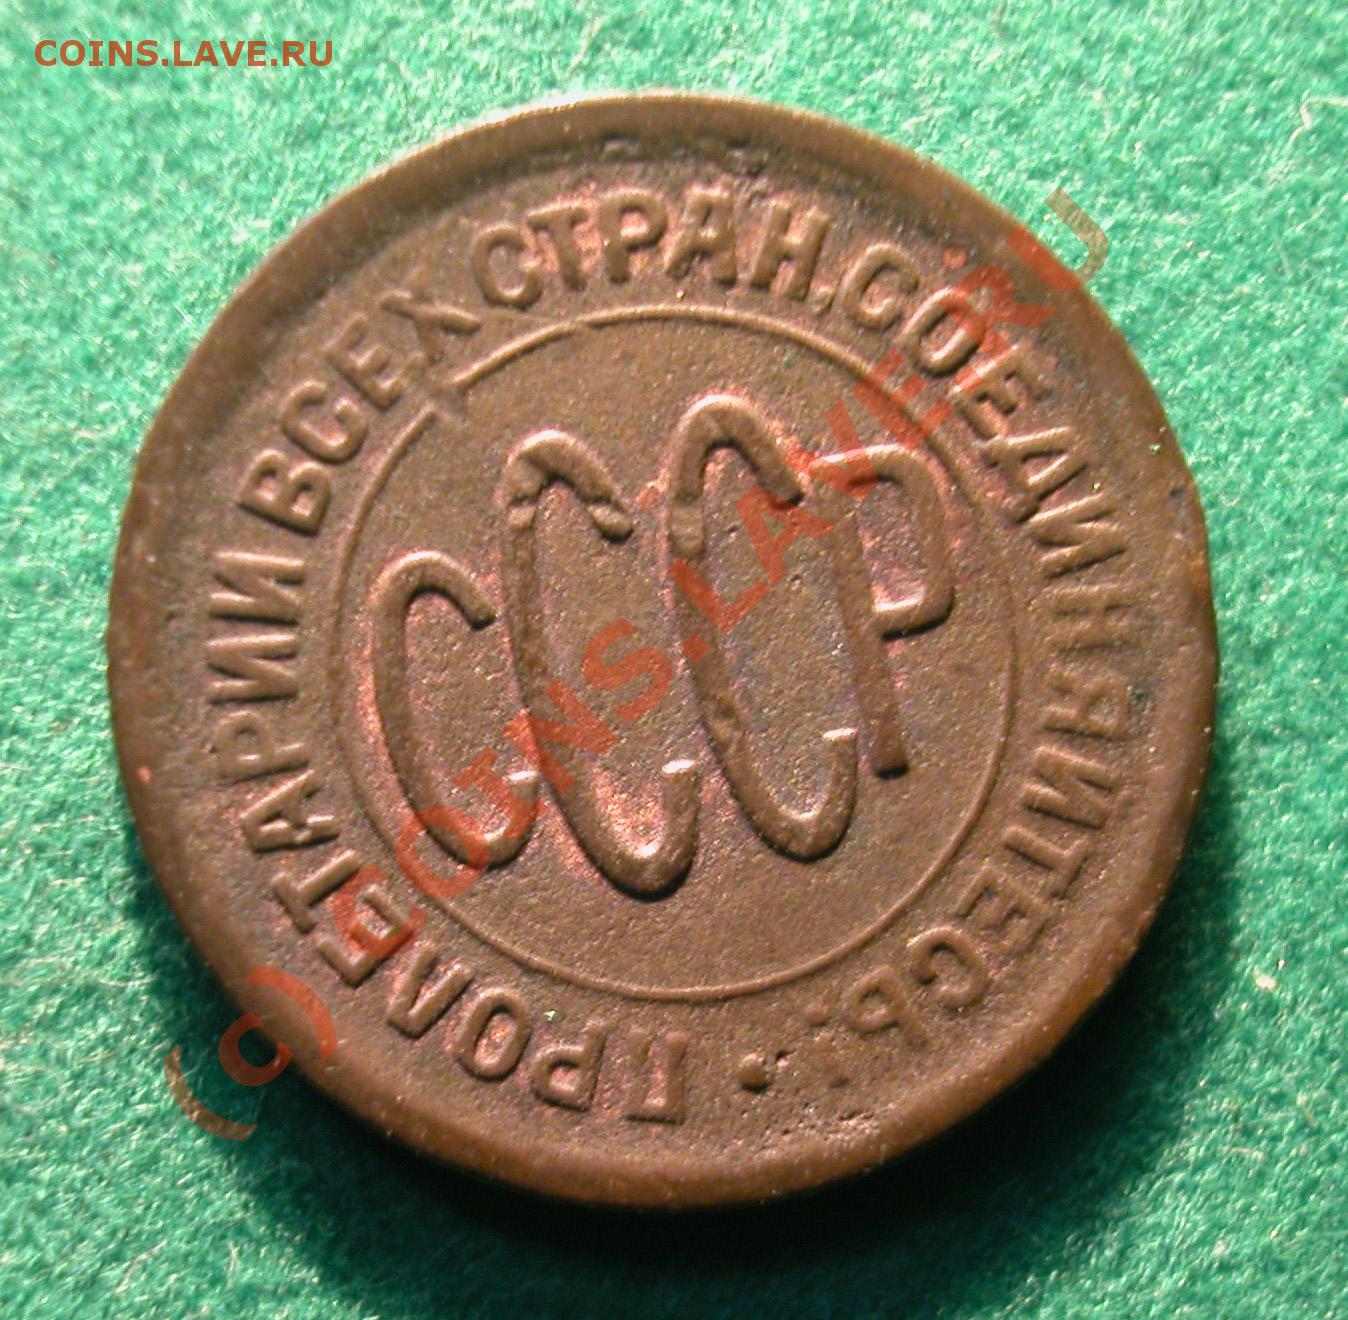 COINS.LAVE.RU
ПРОЛЕТАРИИ ВСЕХ СТРАН, СОЕДИНЯЙТЕСЬ.
СССР
(c) COINS.LAVE.RU